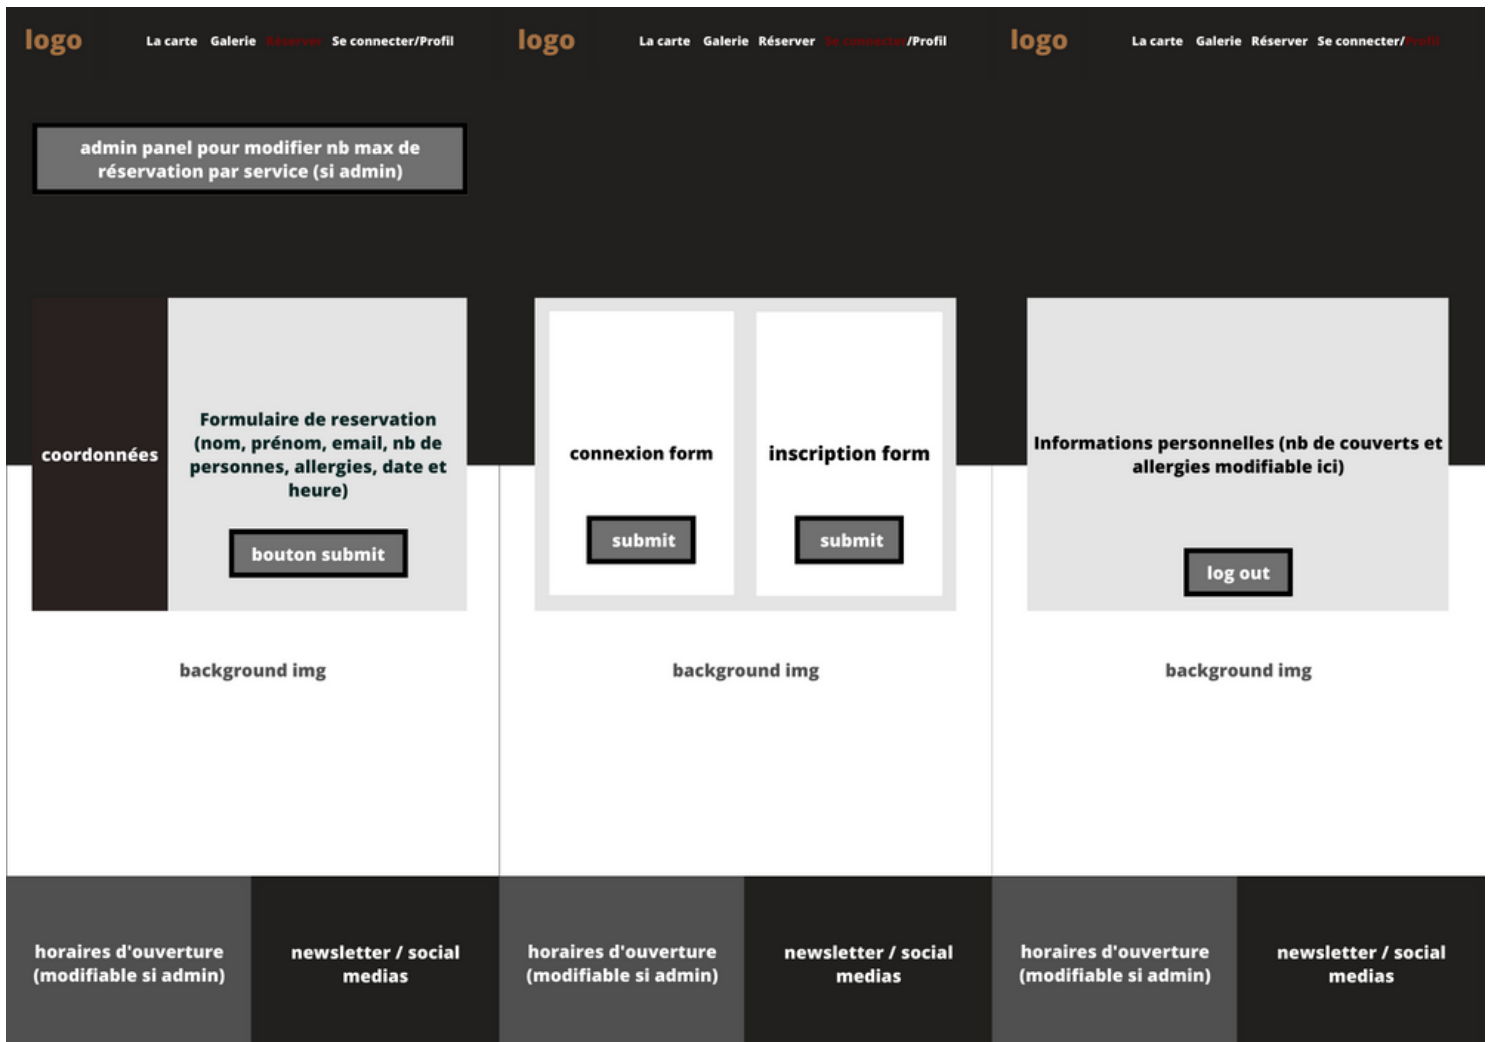 logo
La carte Galerie Réserver Se connecter/Profil
admin panel pour modifier nb max de
réservation par service (si admin)
coordonnées
Formulaire de reservation
(nom, prénom, email, nb de
personnes, allergies, date et
heure)
bouton submit
background img
horaires d'ouverture
(modifiable si admin)
newsletter / social
medias
logo
La carte Galerie Réserver Se connecter/Profil
connexion form
submit
inscription form
submit
background img
horaires d'ouverture
(modifiable si admin)
newsletter / social
medias
logo
La carte Galerie Réserver Se connecter/Profil
Informations personnelles (nb de couverts et
allergies modifiable ici)
log out
background img
horaires d'ouverture
(modifiable si admin)
newsletter / social
medias